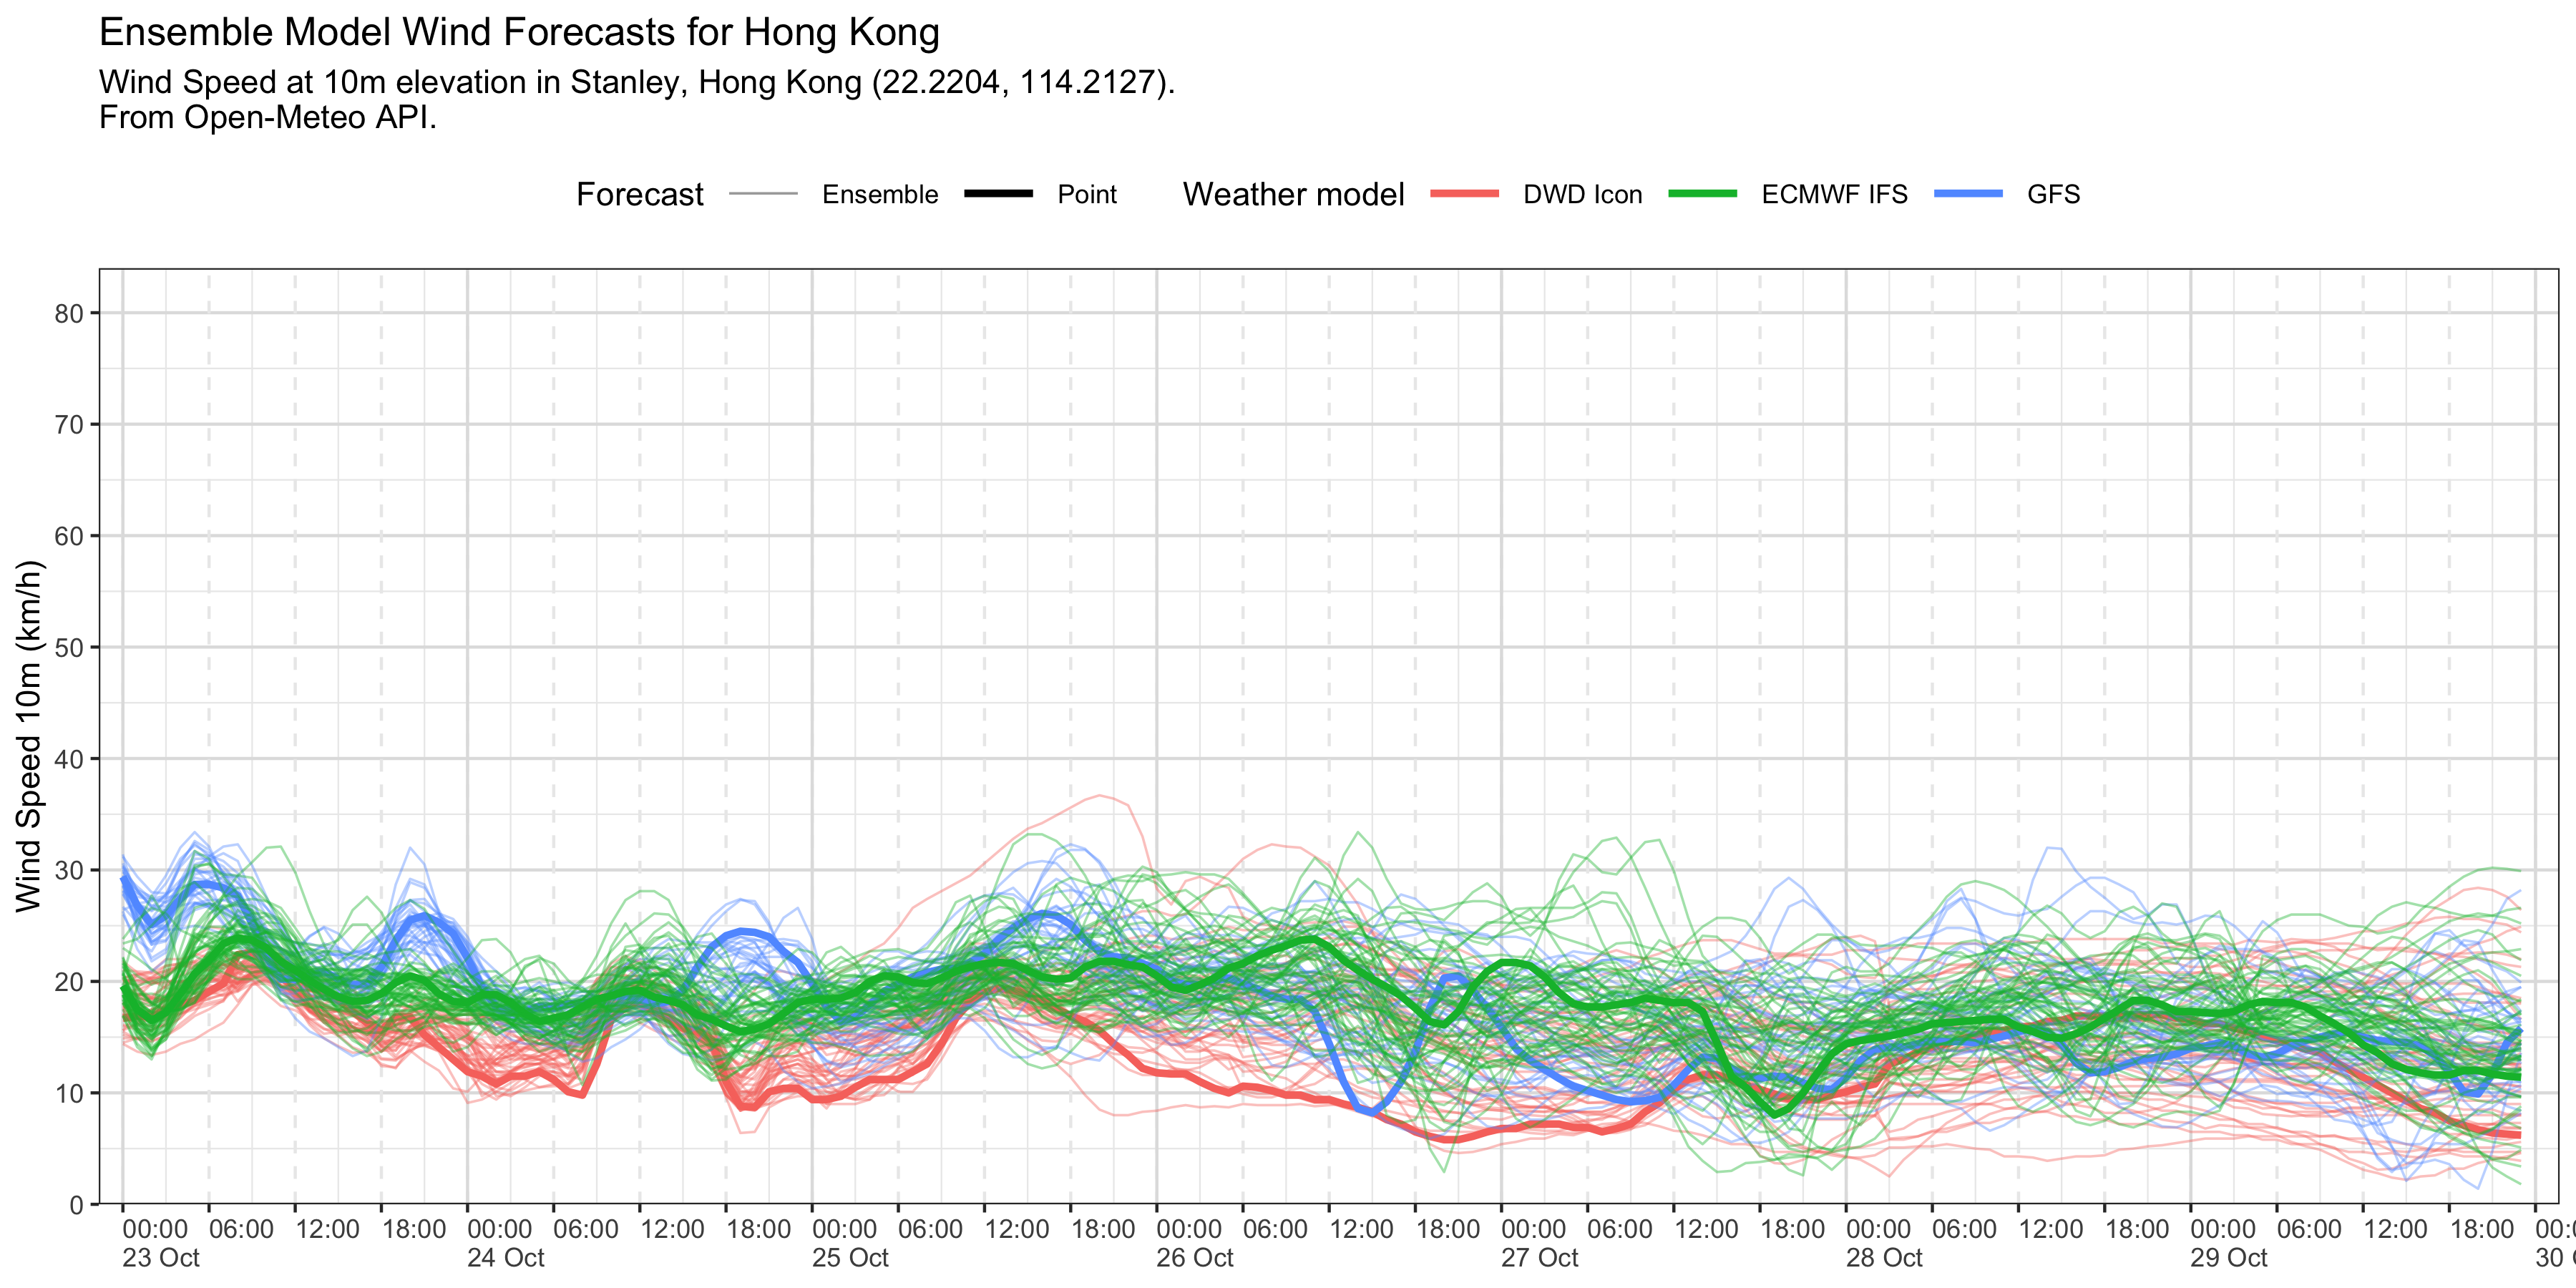 Ensemble Model Wind Forecasts for Hong Kong
Wind Speed at 10m elevation in Stanley, Hong Kong (22.2204, 114.2127).
From Open-Meteo API.
Forecast Ensemble Point Weather model DWD Icon ECMWF IFS GFS
Wind Speed 10m (km/h)
80
70
60
50
40
30
20
10
0
00:00 06:00 12:00 18:00 00:00 06:00 12:00 18:00 00:00 06:00 12:00 18:00 00:00 06:00 12:00 18:00 00:00 06:00 12:00 18:00 00:00 06:00 12:00 18:00 00:00 06:00 12:00 18:00
23 Oct 24 Oct 25 Oct 26 Oct 27 Oct 28 Oct 29 Oct 30